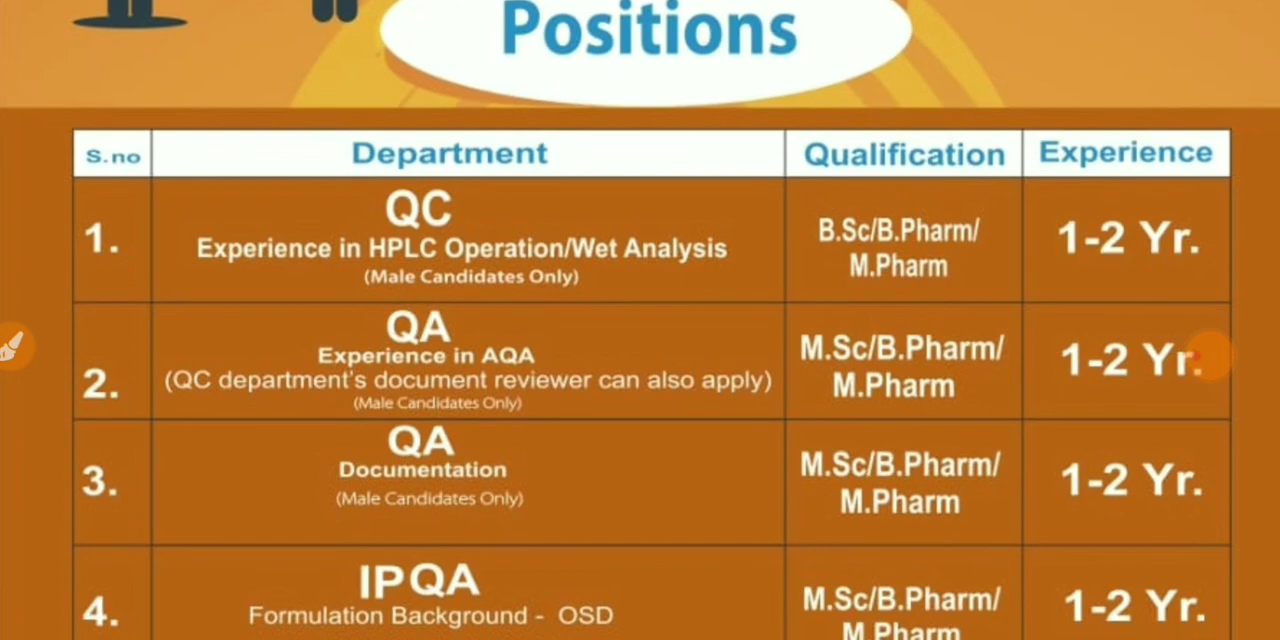 Positions
S.no Department Qualification Experience
1.
QC
Experience in HPLC Operation/Wet Analysis
(Male Candidates Only)
B.Sc/B.Pharm/
M.Pharm
1-2 Yr.
2.
QA
Experience in AQA
(QC department's document reviewer can also apply)
(Male Candidates Only)
M.Sc/B.Pharm/
M.Pharm
1-2 Yr.
3.
QA
Documentation
(Male Candidates Only)
M.Sc/B.Pharm/
M.Pharm
1-2 Yr.
4.
IPQA
Formulation Background - OSD
M.Sc/B.Pharm/
M.Pharm
1-2 Yr.